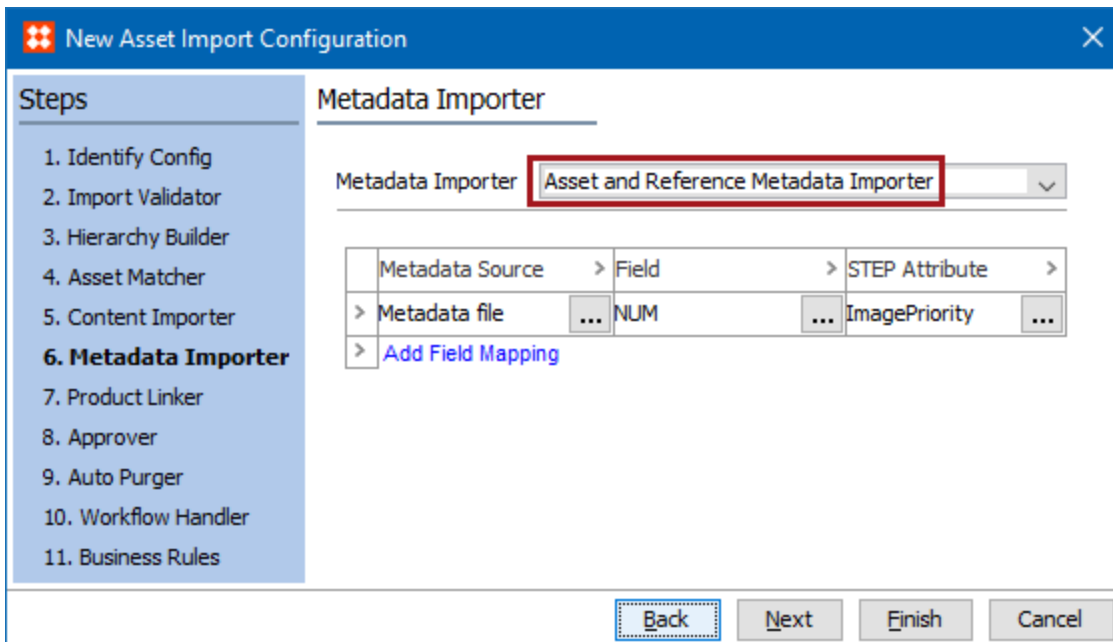 New Asset Import Configuration
Steps
1. Identify Config
2. Import Validator
3. Hierarchy Builder
4. Asset Matcher
5. Content Importer
6. Metadata Importer
7. Product Linker
8. Approver
9. Auto Purger
10. Workflow Handler
11. Business Rules
Metadata Importer
Metadata Importer Asset and Reference Metadata Importer
Metadata Source > Field > STEP Attribute >
> Metadata file ... NUM ... ImagePriority ...
> Add Field Mapping
Back Next Finish Cancel